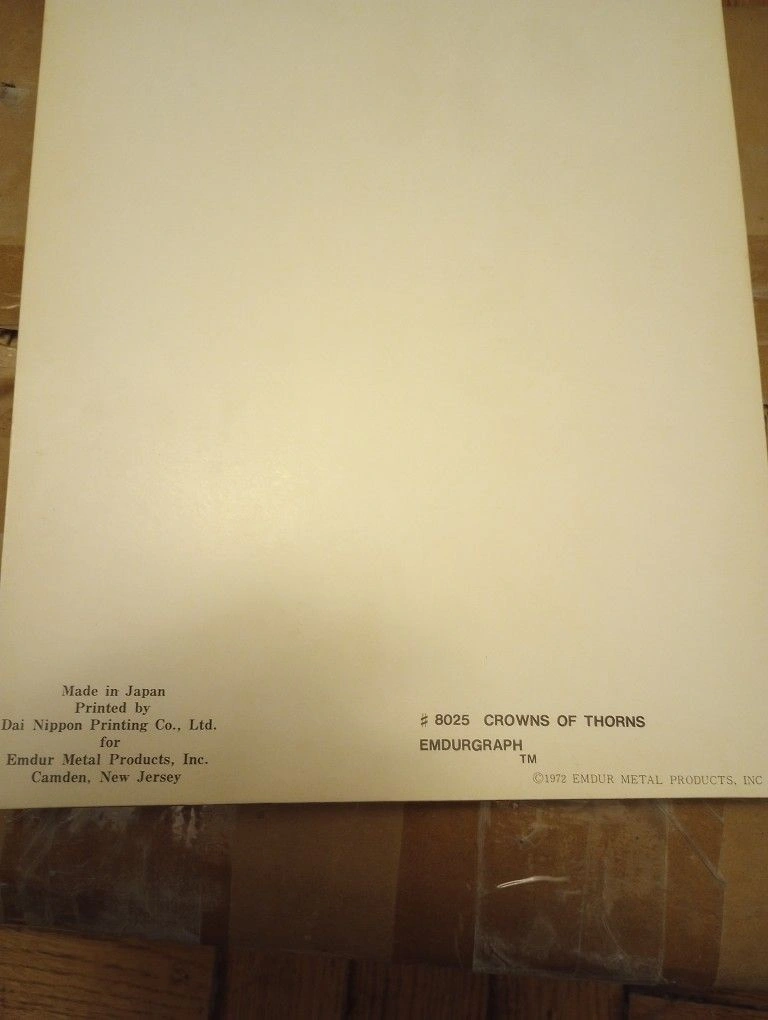 Made in Japan
Printed by
Dai Nippon Printing Co., Ltd.
for
Emdur Metal Products, Inc.
Camden, New Jersey
♯ 8025 CROWNS OF THORNS
EMDURGRAPH TM
©1972 EMDUR METAL PRODUCTS, INC